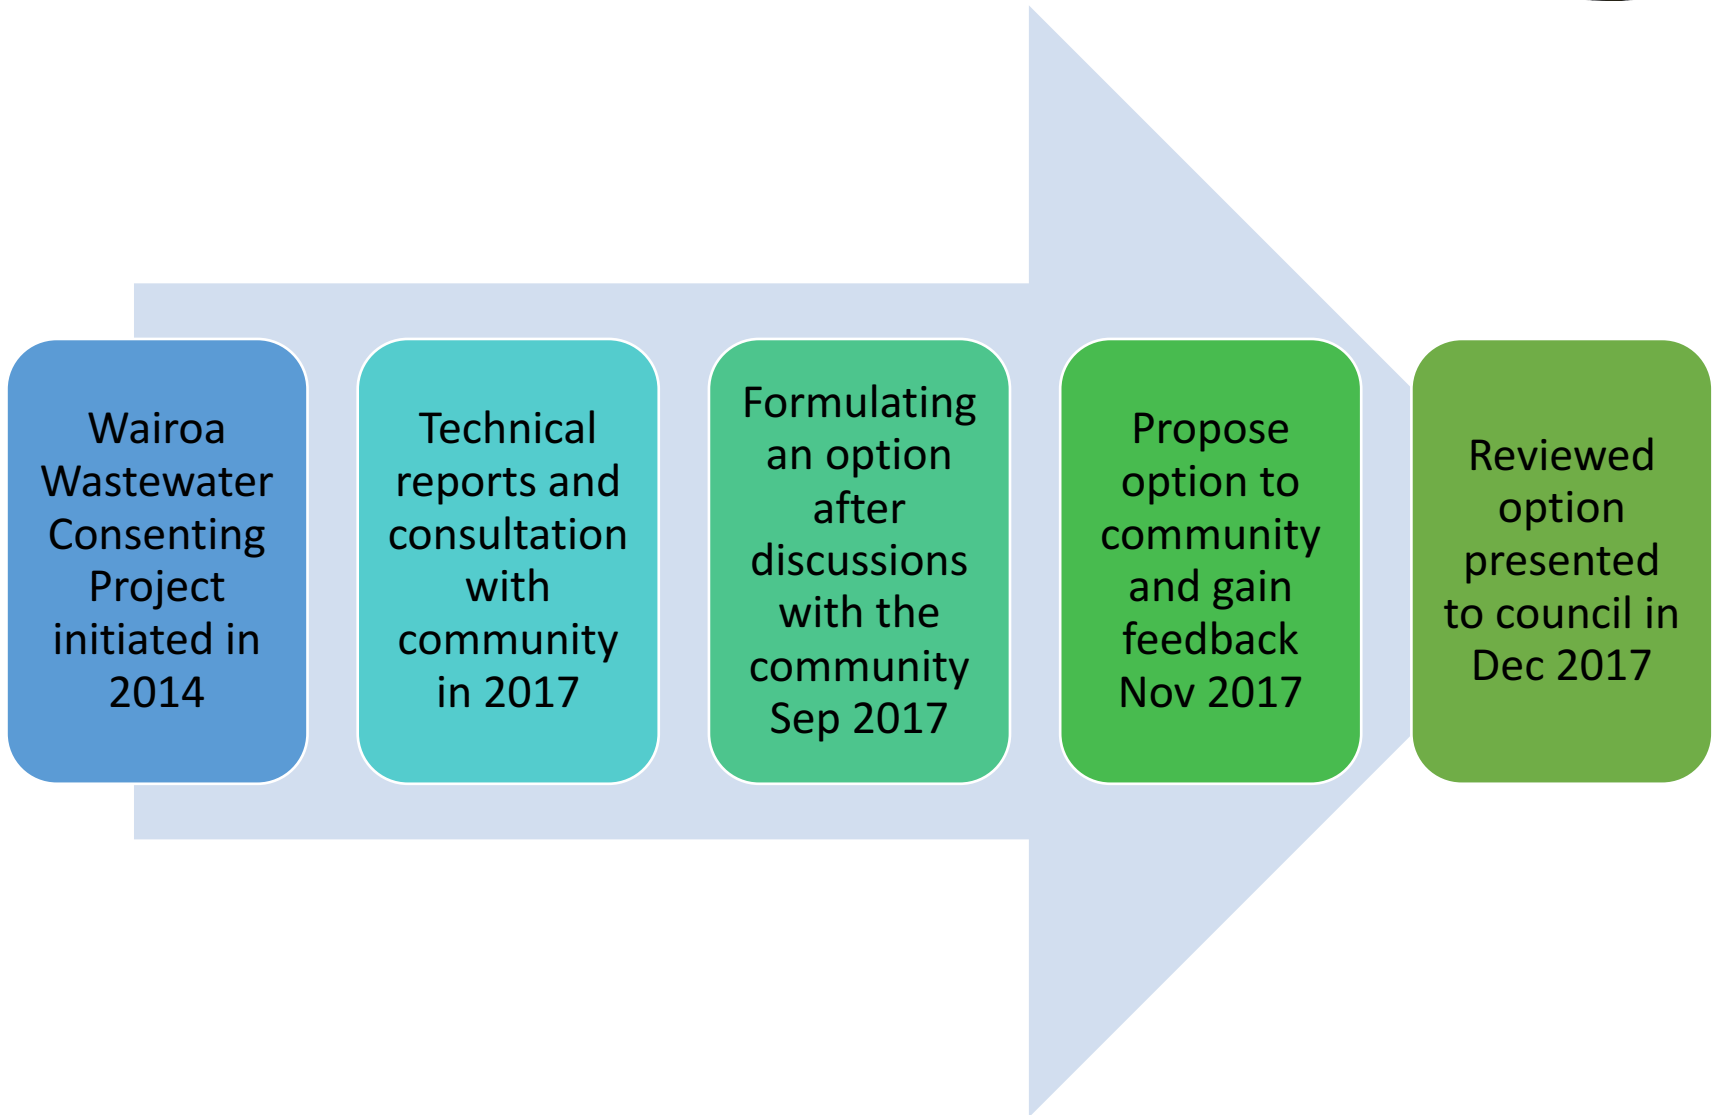 Wairoa
Wastewater
Consenting
Project
initiated in
2014
Technical
reports and
consultation
with
community
in 2017
Formulating
an option
after
discussions
with the
community
Sep 2017
Propose
option to
community
and gain
feedback
Nov 2017
Reviewed
option
presented
to council in
Dec 2017